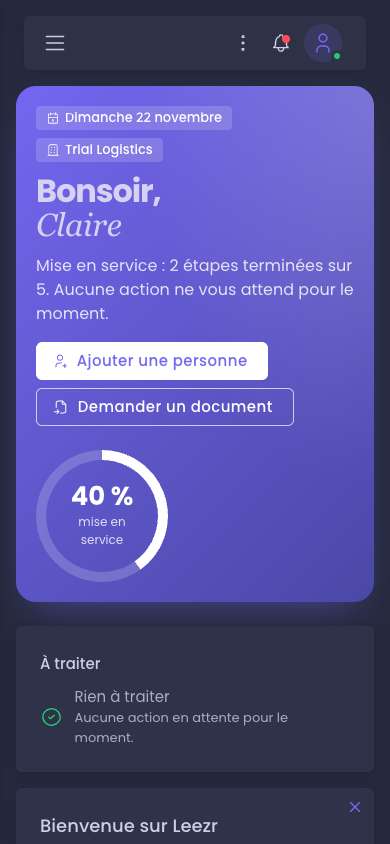 Dimanche 22 novembre
Trial Logistics
Bonsoir,
Claire
Mise en service : 2 étapes terminées sur
5. Aucune action ne vous attend pour le
moment.
Ajouter une personne
Demander un document
40 %
mise en
service
À traiter
Rien à traiter
Aucune action en attente pour le
moment.
Bienvenue sur Leezr